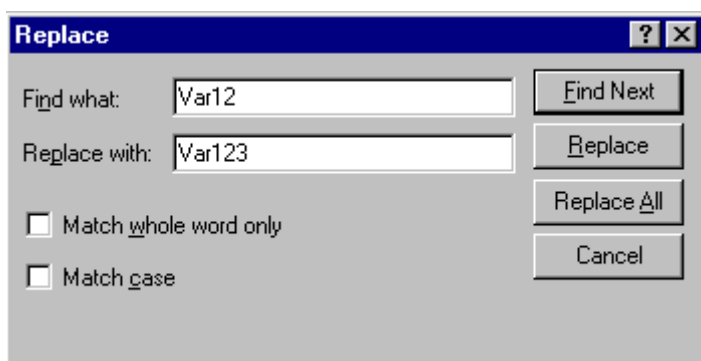 Replace
Find what: Var12
Find Next
Replace with: Var123
Replace
Replace All
Match whole word only
Cancel
Match case